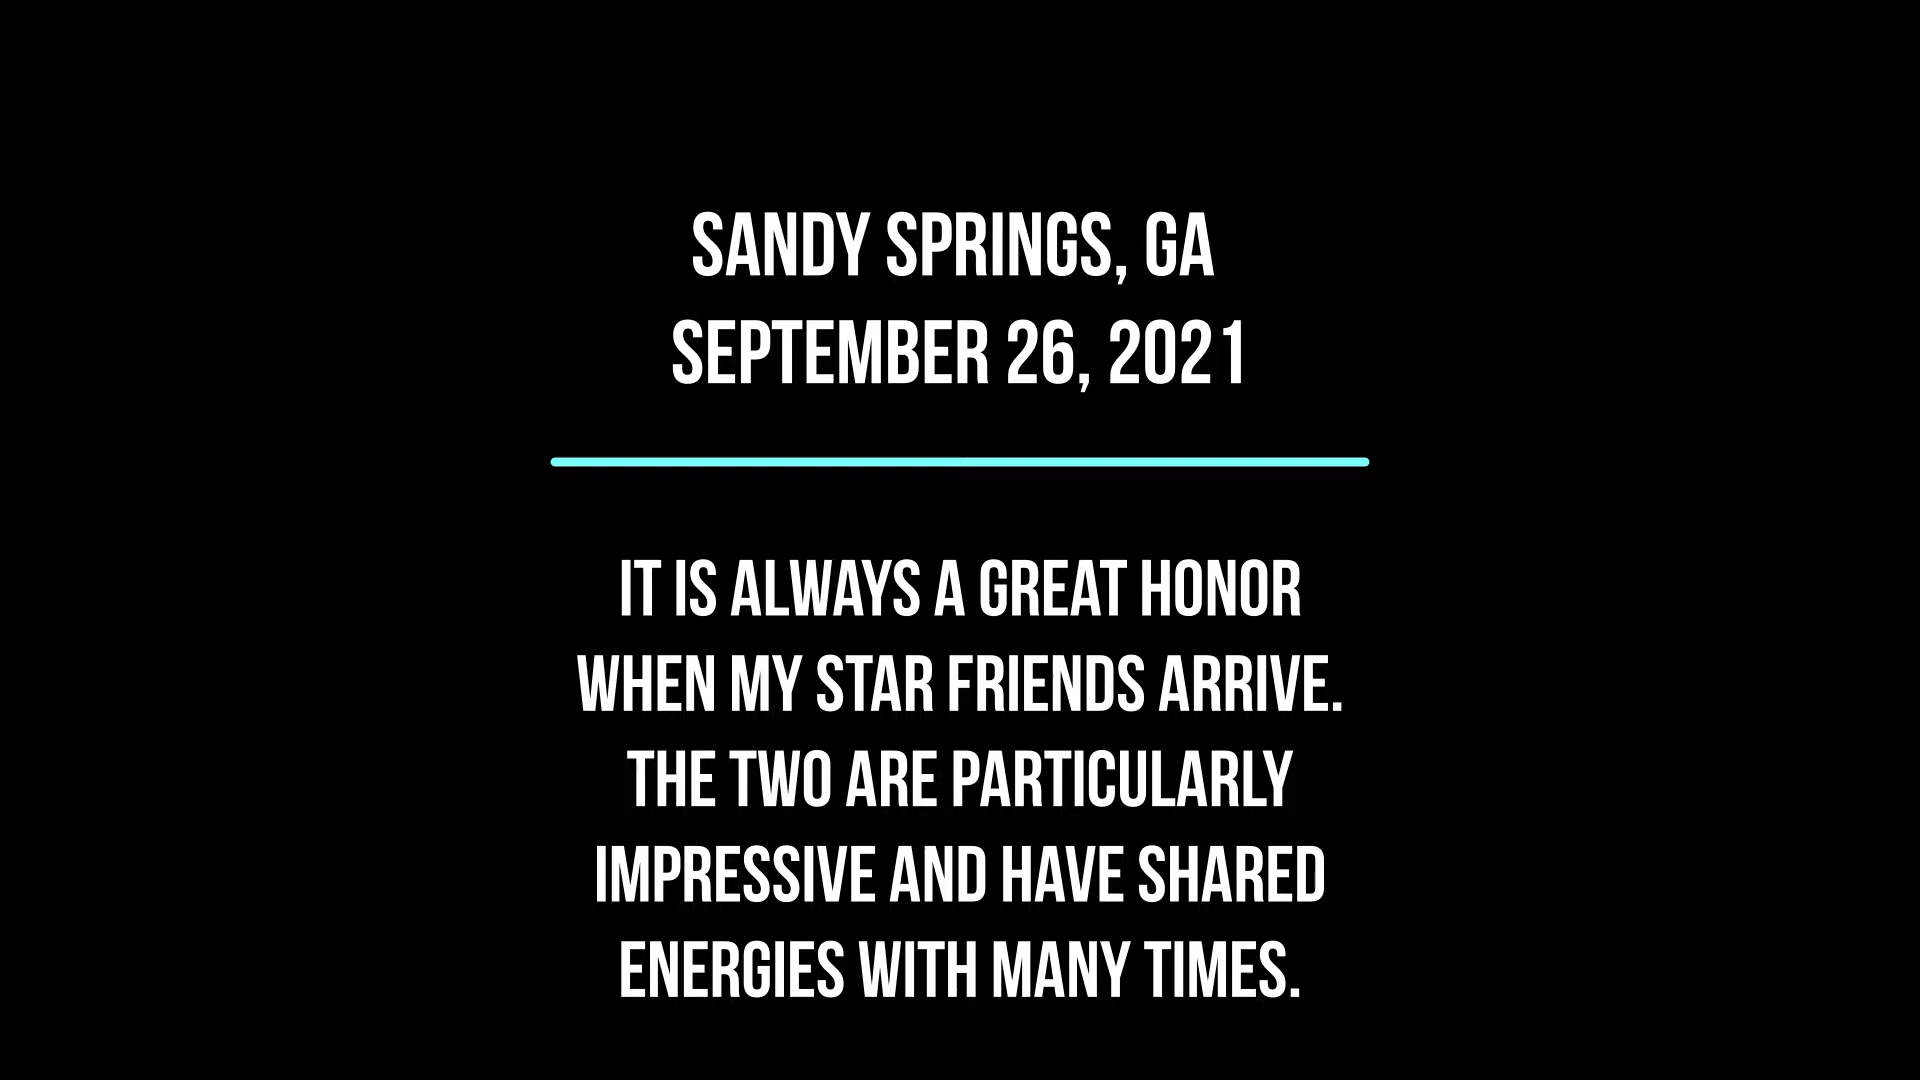 SANDY SPRINGS, GA
SEPTEMBER 26, 2021
IT IS ALWAYS A GREAT HONOR
WHEN MY STAR FRIENDS ARRIVE.
THE TWO ARE PARTICULARLY
IMPRESSIVE AND HAVE SHARED
ENERGIES WITH MANY TIMES.